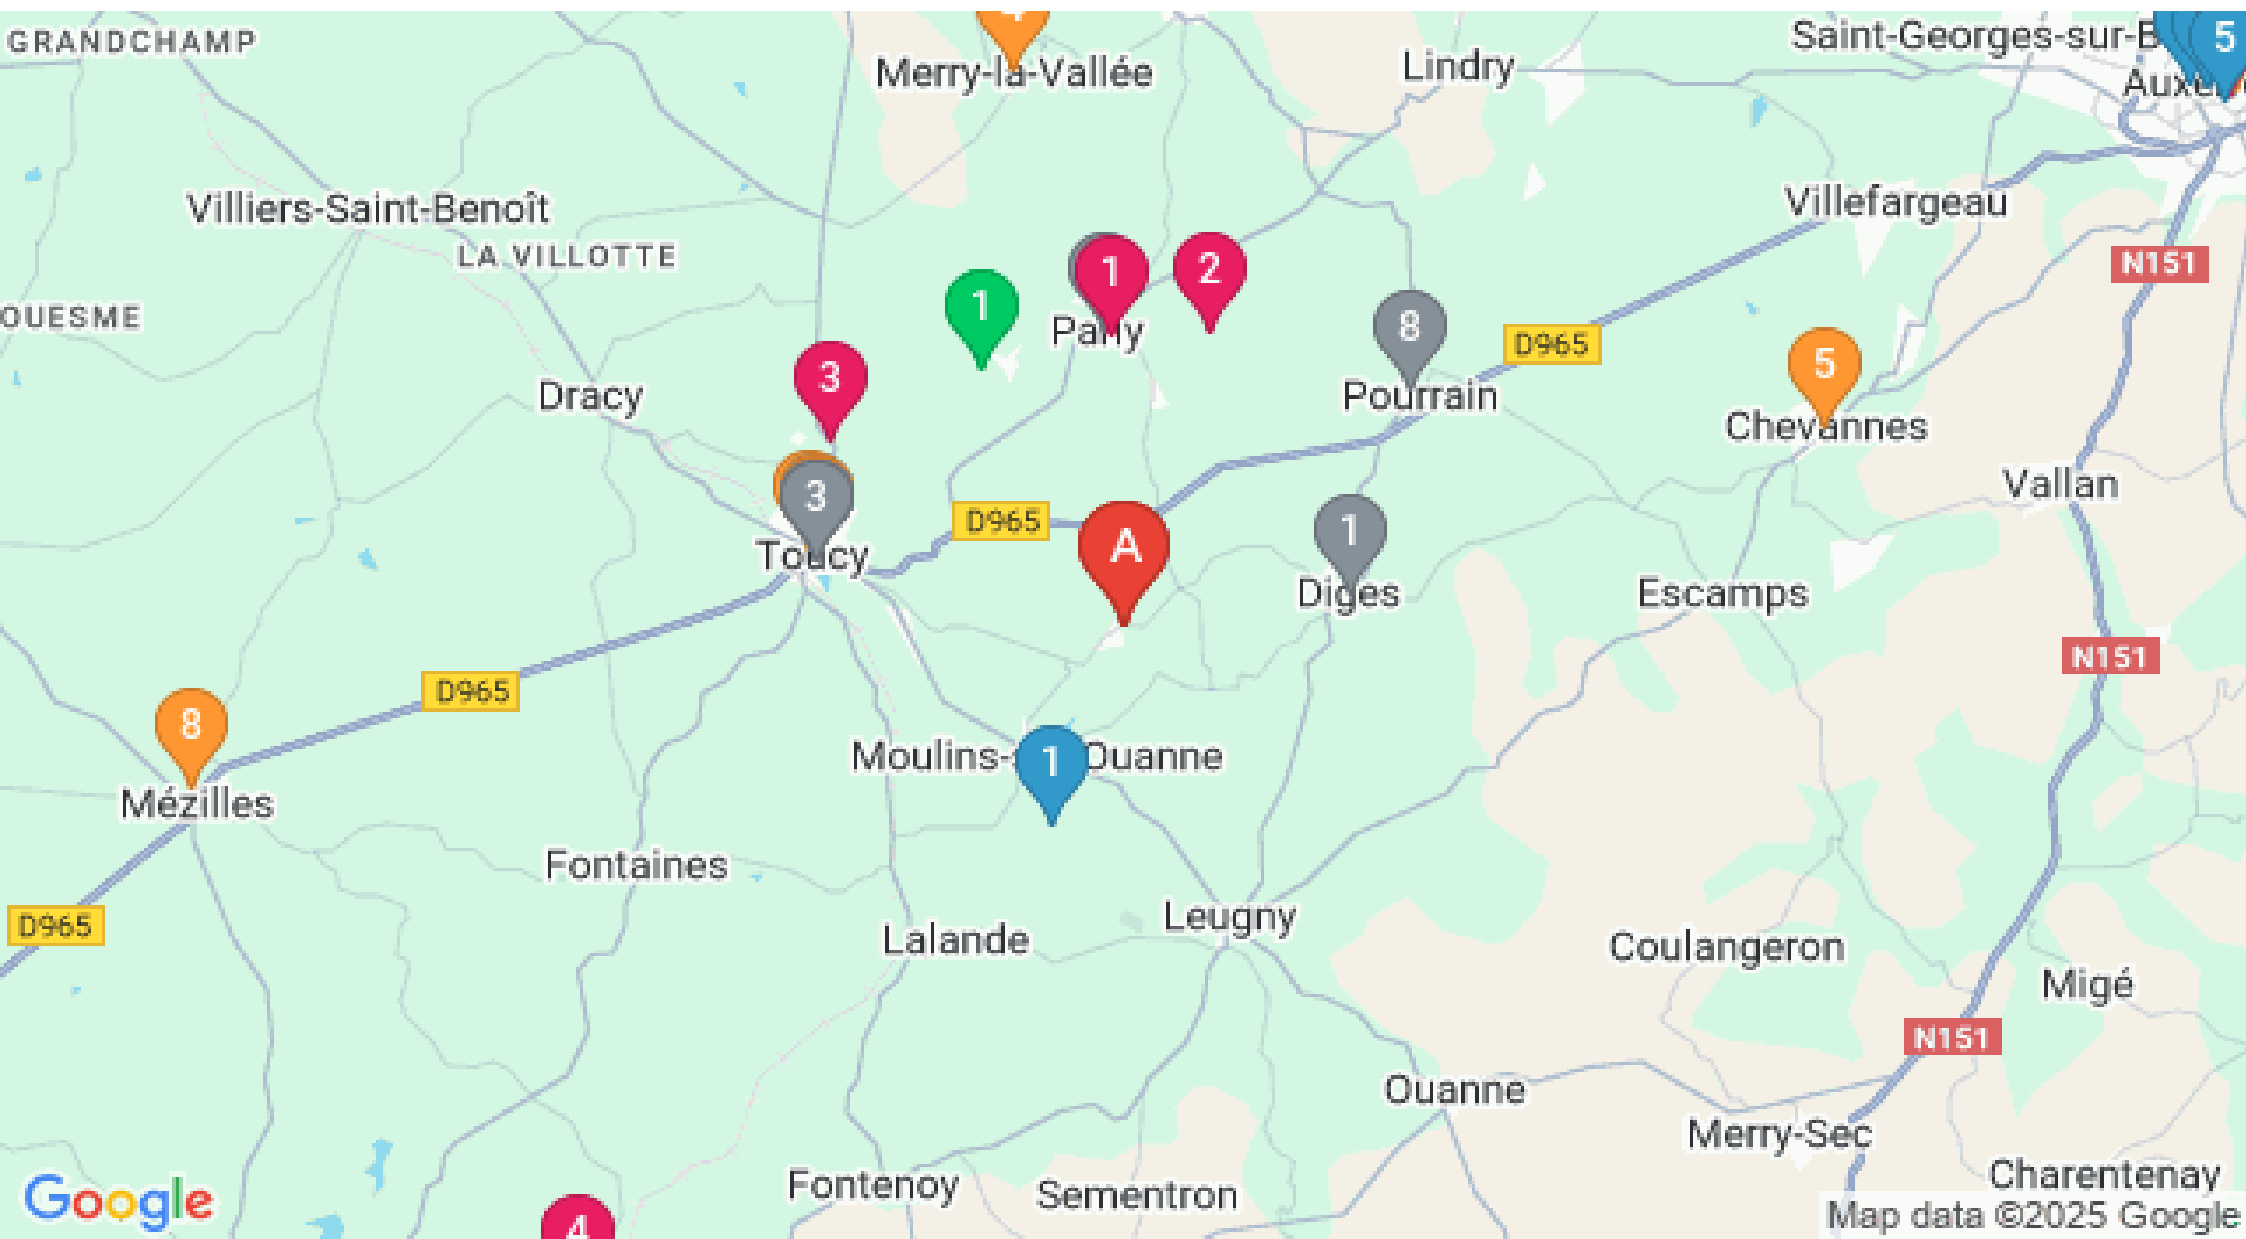 GRANDCHAMP
4
Merry-la-Vallée
Lindry
Saint-Georges-sur-B
5
Villiers-Saint-Benoît
LA VILLOTTE
Villefargeau
N151
OUESME
1
1
2
Parly
8
D965
Dracy
3
Pourrain
5
Chevannes
Vallan
3
Toucy
D965
A
1
Diges
Escamps
N151
D965
8
Mézilles
Moulins-
1
Ouanne
Fontaines
D965
Lalande
Leugny
Coulangeron
Migé
N151
Ouanne
Merry-Sec
Fontenoy
Sementron
Charentenay
4
Google
Map data ©2025 Google